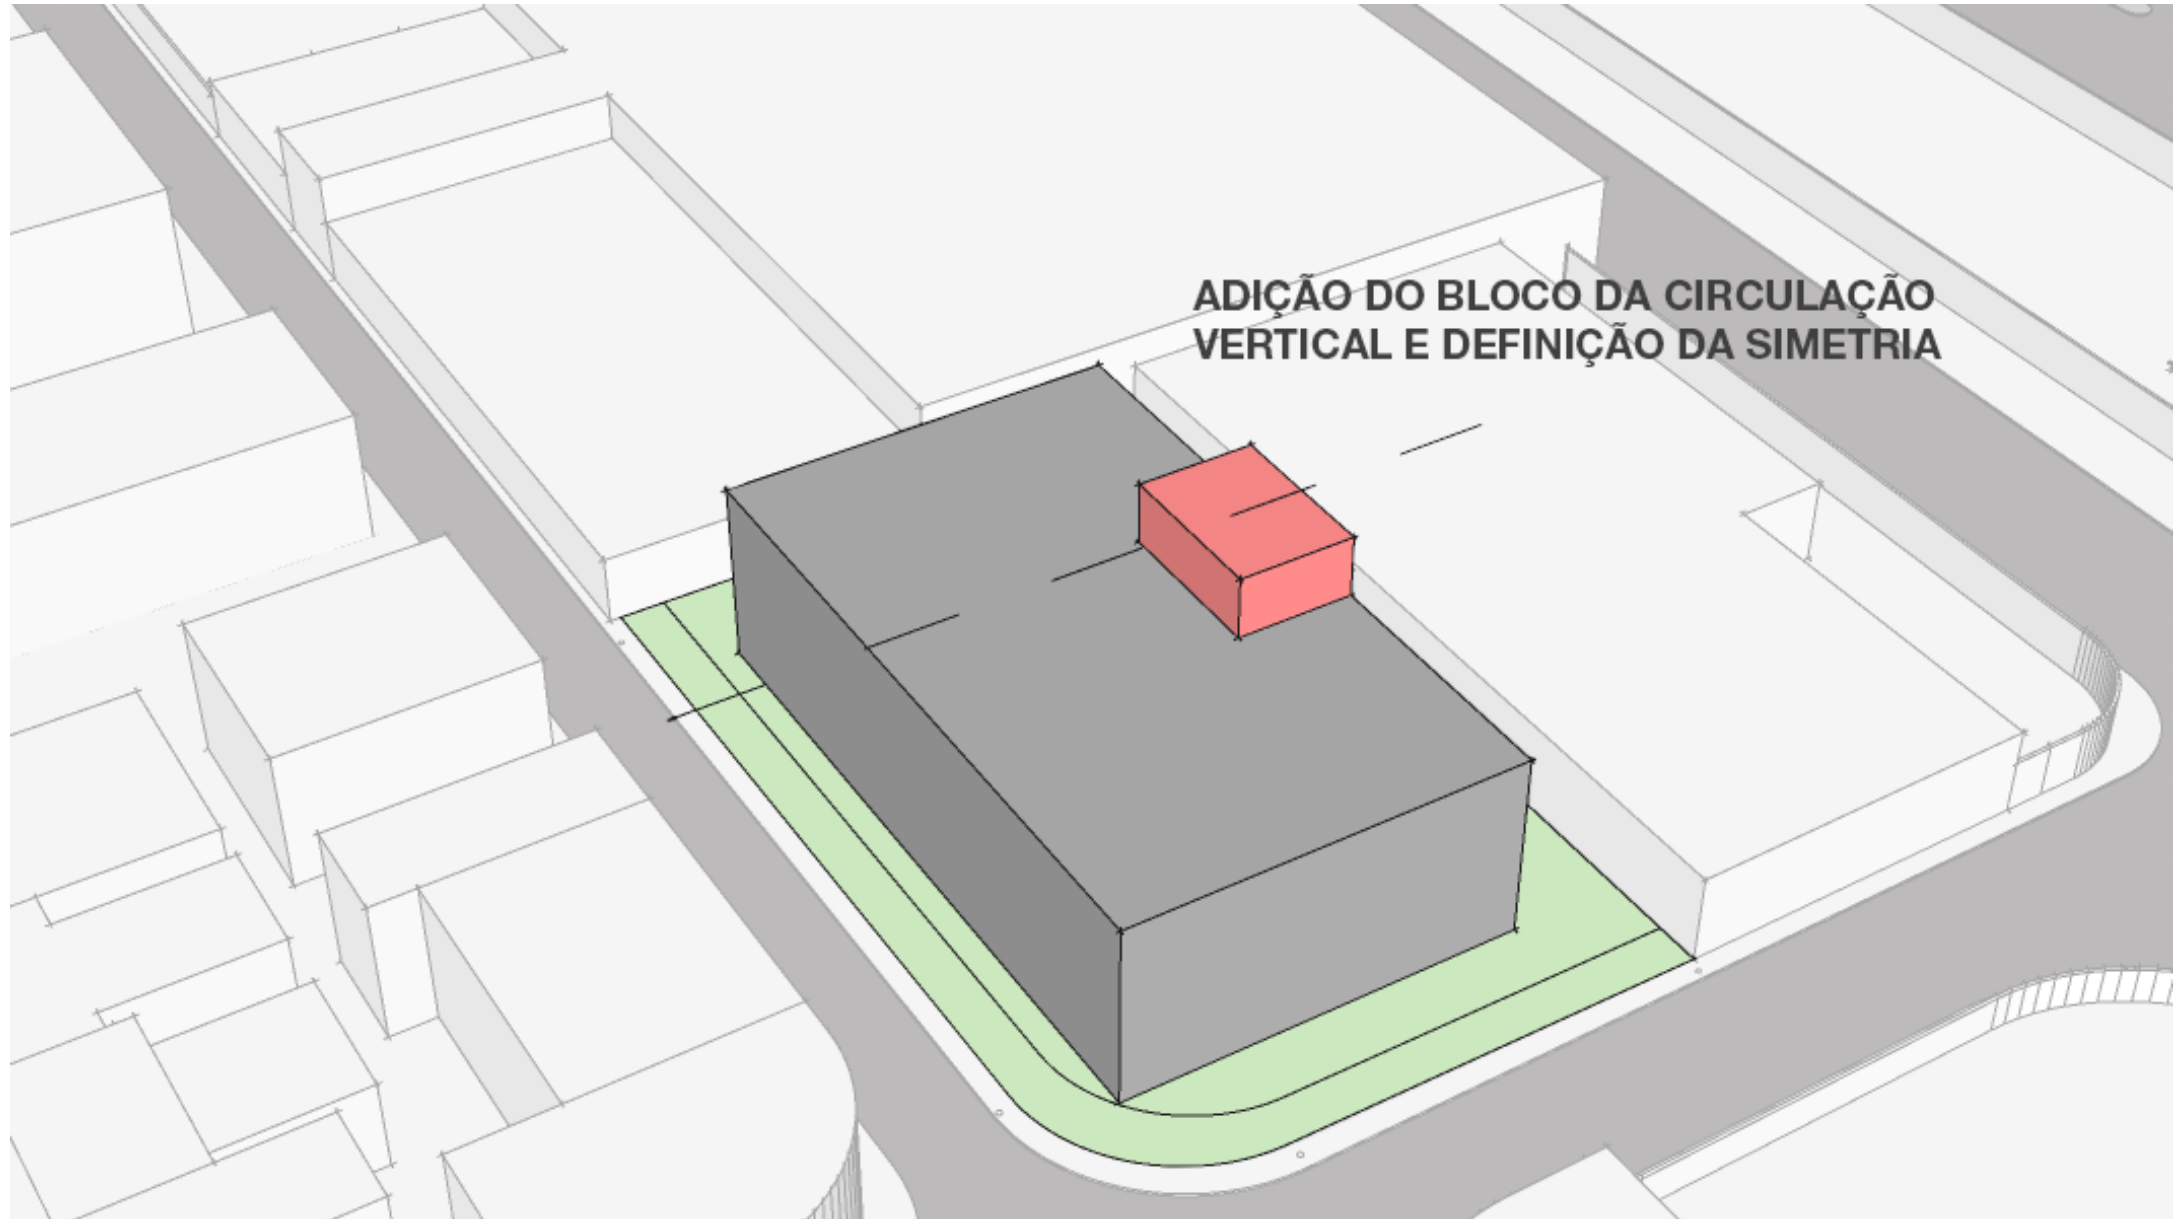 ADIÇÃO DO BLOCO DA CIRCULAÇÃO
VERTICAL E DEFINIÇÃO DA SIMETRIA